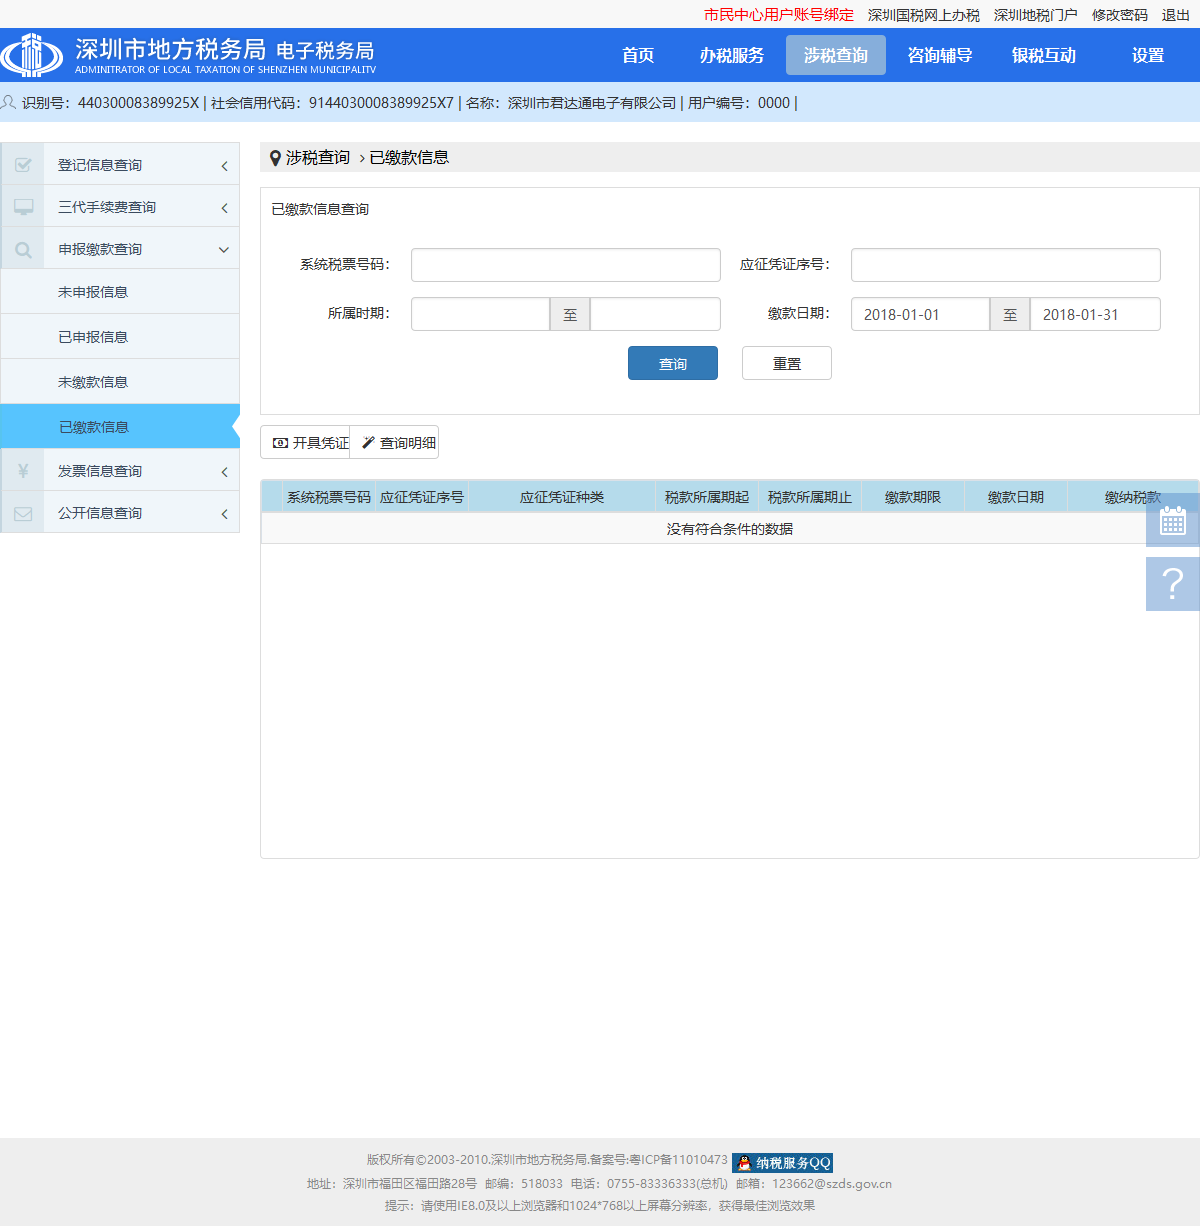 市民中心用户账号绑定 深圳国税网上办税 深圳地税门户 修改密码 退出
深圳市地方税务局 电子税务局
ADMINITRATOR OF LOCAL TAXATION OF SHENZHEN MUNICIPALITV
首页 办税服务 涉税查询 咨询辅导 银税互动 设置
识别号：44030008389925X | 社会信用代码：9144030008389925X7 | 名称：深圳市君达通电子有限公司 | 用户编号：0000 |
登记信息查询
三代手续费查询
申报缴款查询
未申报信息
已申报信息
未缴款信息
已缴款信息
¥ 发票信息查询
公开信息查询
涉税查询 › 已缴款信息
已缴款信息查询
系统税票号码： 应征凭证序号：
所属时期： 至 缴款日期： 2018-01-01 至 2018-01-31
查询 重置
开具凭证 查询明细
系统税票号码 应征凭证序号 应征凭证种类 税款所属期起 税款所属期止 缴款期限 缴款日期 缴纳税款
没有符合条件的数据
?
版权所有©2003-2010.深圳市地方税务局.备案号:粤ICP备11010473 纳税服务QQ
地址：深圳市福田区福田路28号 邮编：518033 电话：0755-83336333(总机) 邮箱：123662@szds.gov.cn
提示：请使用IE8.0及以上浏览器和1024*768以上屏幕分辨率，获得最佳浏览效果